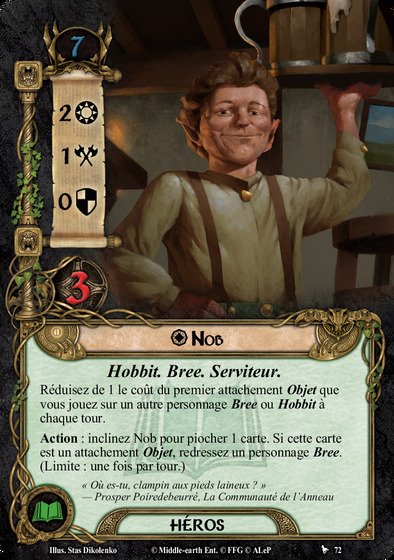 7
2
1
0
3
Nob
Hobbit. Bree. Serviteur.
Réduisez de 1 le coût du premier attachement Objet que
vous jouez sur un autre personnage Bree ou Hobbit à
chaque tour.
Action : inclinez Nob pour piocher 1 carte. Si cette carte
est un attachement Objet, redressez un personnage Bree.
(Limite : une fois par tour.)
« Où es-tu, clampin aux pieds laineux ? »
— Prosper Poiredebeurré, La Communauté de l'Anneau
HÉROS
Illus. Stas Dikolenko © Middle-earth Ent. © FFG © ALeP 72